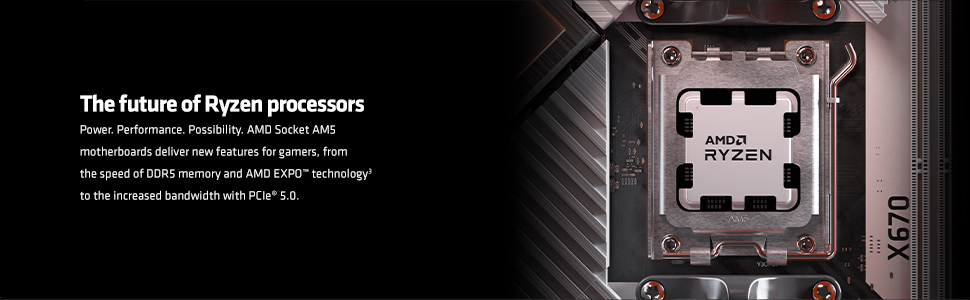 The future of Ryzen processors
Power. Performance. Possibility. AMD Socket AM5
motherboards deliver new features for gamers, from
the speed of DDR5 memory and AMD EXPO™ technology³
to the increased bandwidth with PCIe® 5.0.
AMD
RYZEN
AM5
X670